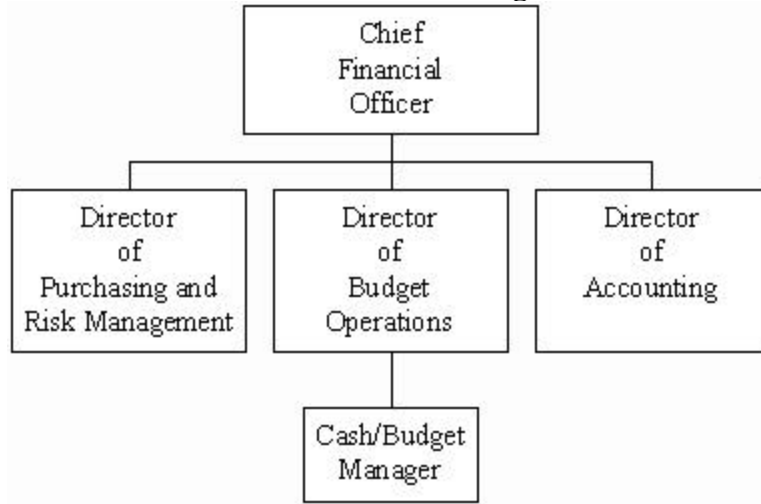 Chief
Financial
Officer
Director
of
Purchasing and
Risk Management
Director
of
Budget
Operations
Director
of
Accounting
Cash/Budget
Manager